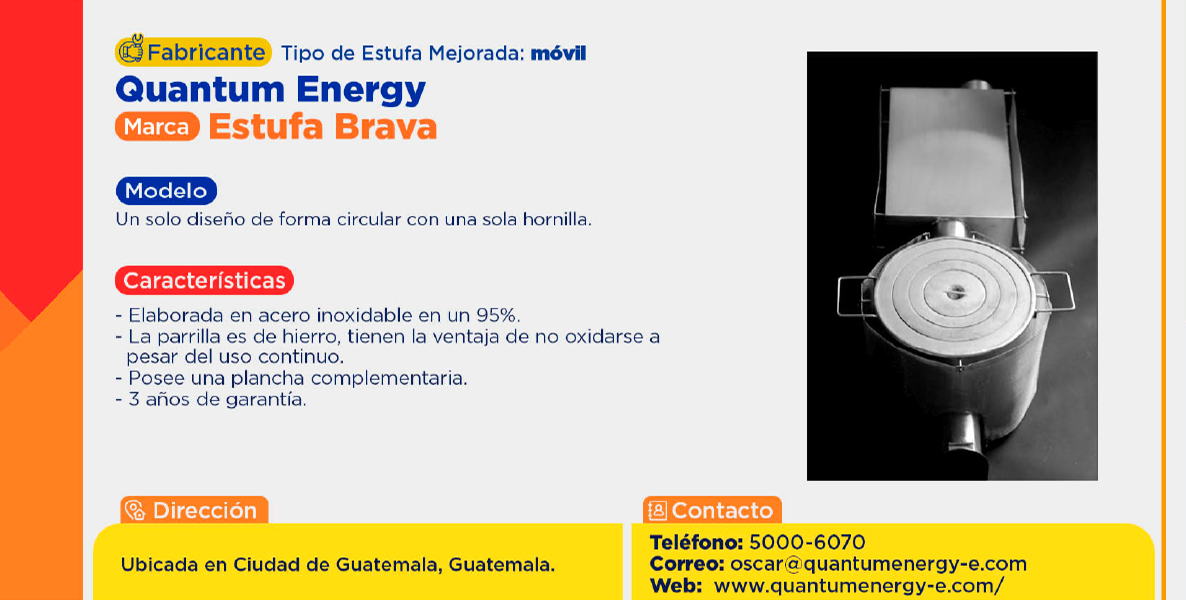 Fabricante Tipo de Estufa Mejorada: móvil
Quantum Energy
Marca Estufa Brava
Modelo
Un solo diseño de forma circular con una sola hornilla.
Características
- Elaborada en acero inoxidable en un 95%.
- La parrilla es de hierro, tienen la ventaja de no oxidarse a
pesar del uso continuo.
- Posee una plancha complementaria.
- 3 años de garantía.
Dirección
Ubicada en Ciudad de Guatemala, Guatemala.
Contacto
Teléfono: 5000-6070
Correo: oscar@quantumenergy-e.com
Web: www.quantumenergy-e.com/